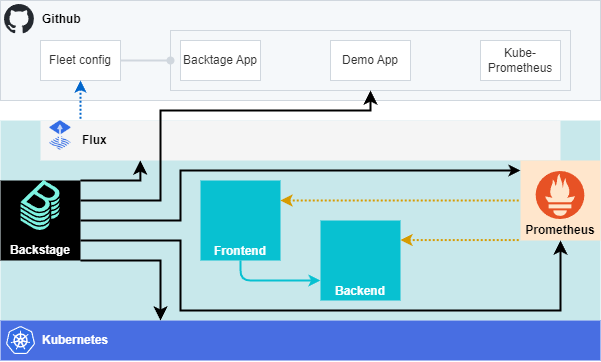 Github
Fleet config
Backtage App
Demo App
Kube-
Prometheus
Flux
Backstage
Frontend
Backend
Prometheus
Kubernetes